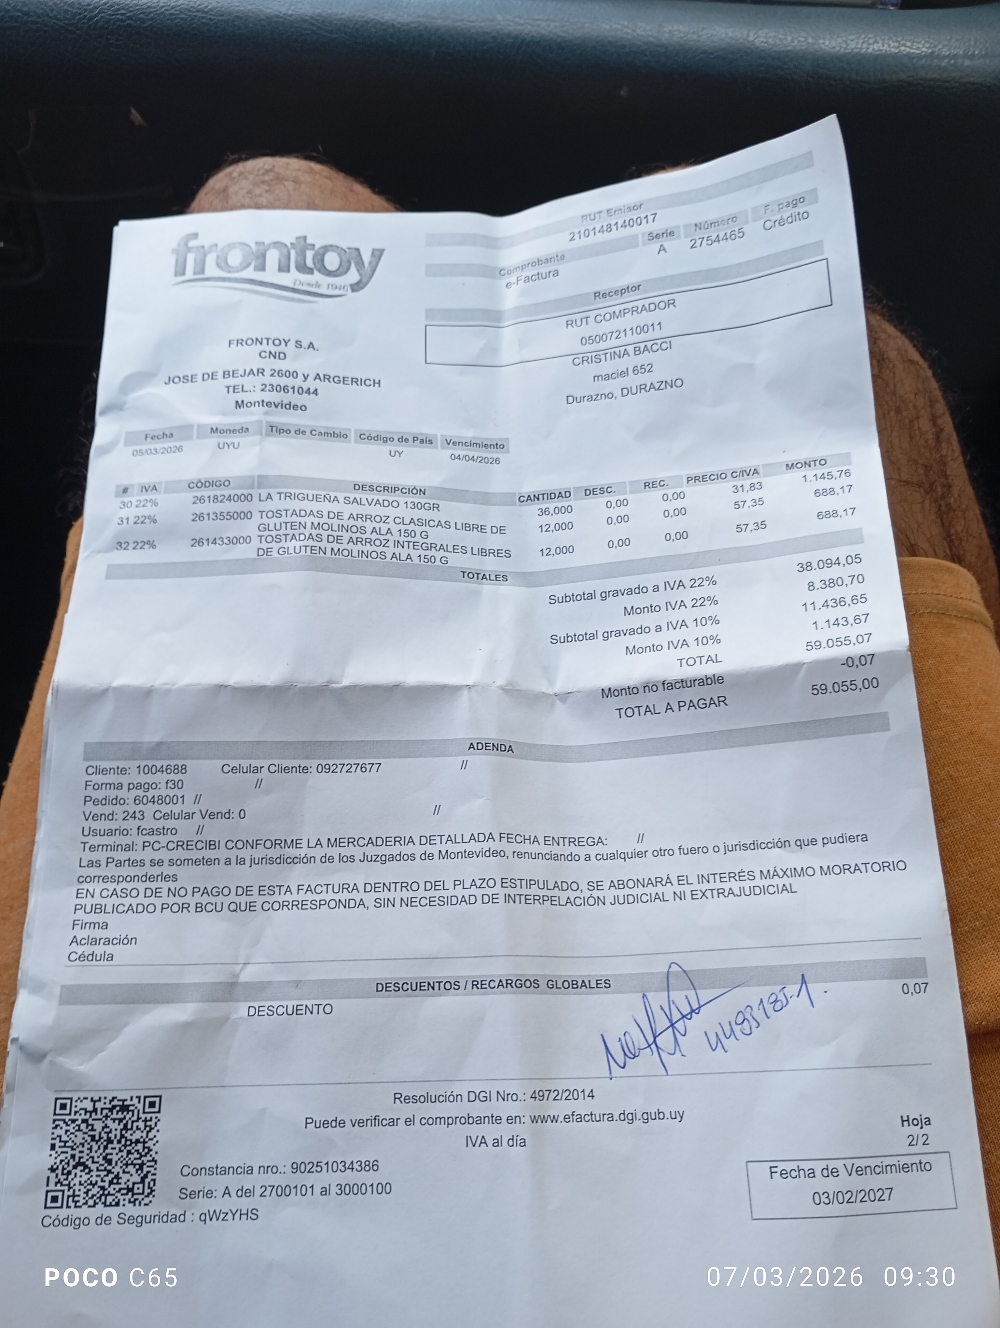 frontoy
Desde 1946
FRONTOY S.A.
CND
JOSE DE BEJAR 2600 y ARGERICH
TEL.: 23061044
Montevideo
RUT Emisor
210148140017
Comprobante Serie Número F. pago
e-Factura A 2754465 Crédito
Receptor
RUT COMPRADOR
050072110011
CRISTINA BACCI
maciel 652
Durazno, DURAZNO
Fecha Moneda Tipo de Cambio Código de País Vencimiento
05/03/2026 UYU UY 04/04/2026
# IVA CÓDIGO DESCRIPCIÓN CANTIDAD DESC. REC. PRECIO C/IVA MONTO
30 22% 261824000 LA TRIGUEÑA SALVADO 130GR 36,000 0,00 0,00 31,83 1.145,76
31 22% 261355000 TOSTADAS DE ARROZ CLASICAS LIBRE DE 12,000 0,00 0,00 57,35 688,17
GLUTEN MOLINOS ALA 150 G
32 22% 261433000 TOSTADAS DE ARROZ INTEGRALES LIBRES 12,000 0,00 0,00 57,35 688,17
DE GLUTEN MOLINOS ALA 150 G
TOTALES
Subtotal gravado a IVA 22% 38.094,05
Monto IVA 22% 8.380,70
Subtotal gravado a IVA 10% 11.436,65
Monto IVA 10% 1.143,67
TOTAL 59.055,07
Monto no facturable -0,07
TOTAL A PAGAR 59.055,00
ADENDA
Cliente: 1004688 Celular Cliente: 092727677 //
Forma pago: f30 //
Pedido: 6048001 //
Vend: 243 Celular Vend: 0 //
Usuario: fcastro //
Terminal: PC-CRECIBI CONFORME LA MERCADERIA DETALLADA FECHA ENTREGA: //
Las Partes se someten a la jurisdicción de los Juzgados de Montevideo, renunciando a cualquier otro fuero o jurisdicción que pudiera
corresponderles
EN CASO DE NO PAGO DE ESTA FACTURA DENTRO DEL PLAZO ESTIPULADO, SE ABONARÁ EL INTERÉS MÁXIMO MORATORIO
PUBLICADO POR BCU QUE CORRESPONDA, SIN NECESIDAD DE INTERPELACIÓN JUDICIAL NI EXTRAJUDICIAL
Firma
Aclaración
Cédula
DESCUENTOS / RECARGOS GLOBALES
DESCUENTO 0,07
Resolución DGI Nro.: 4972/2014
Puede verificar el comprobante en: www.efactura.dgi.gub.uy
IVA al día
Constancia nro.: 90251034386
Serie: A del 2700101 al 3000100
Código de Seguridad : qWzYHS
Hoja
2/2
Fecha de Vencimiento
03/02/2027
POCO C65
07/03/2026 09:30